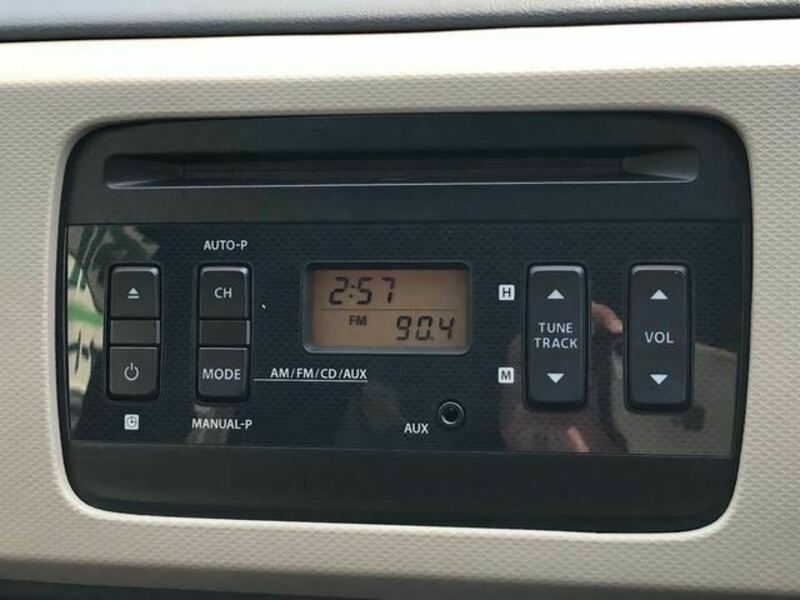 AUTO-P
CH
MODE
MANUAL-P
AM/FM/CD/AUX
2:57
FM
90.4
AUX
H
M
TUNE
TRACK
VOL